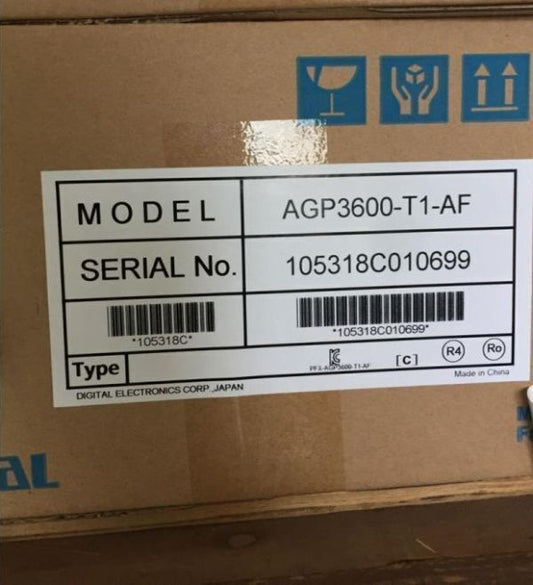 MODEL AGP3600-T1-AF
SERIAL No. 105318C010699
*105318C* *105318C010699*
Type PFX-AGP3600-T1-AF [C] R4 Ro
Made in China
DIGITAL ELECTRONICS CORP.,JAPAN
AL